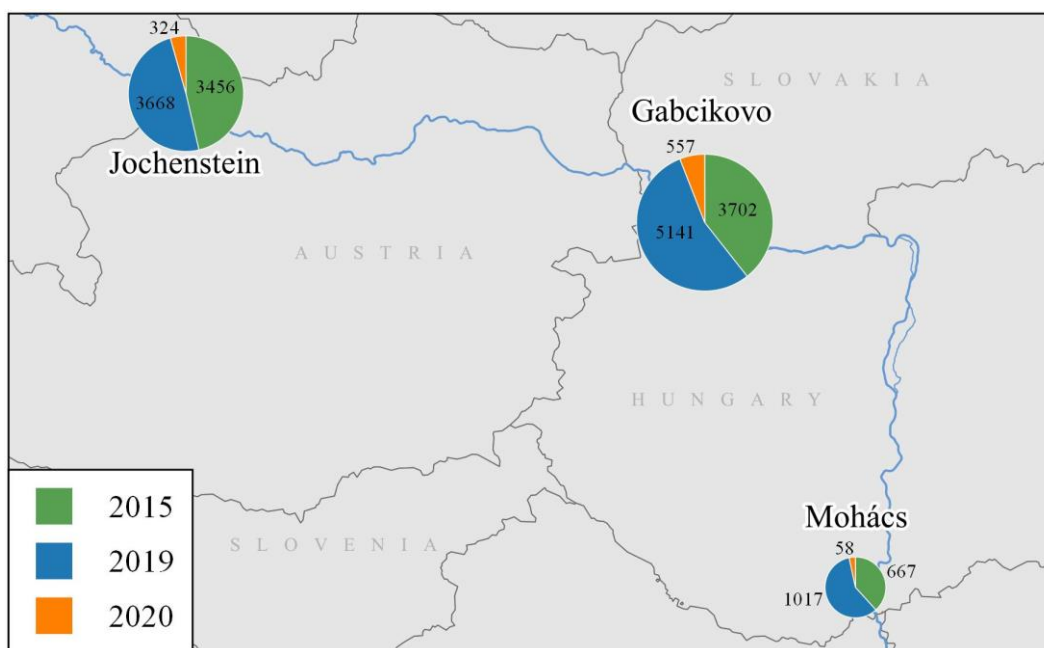 324
3456
3668
Jochenstein
SLOVAKIA
Gabcikovo
557
3702
5141
AUSTRIA
HUNGARY
Mohács
58
667
1017
SLOVENIA
2015
2019
2020